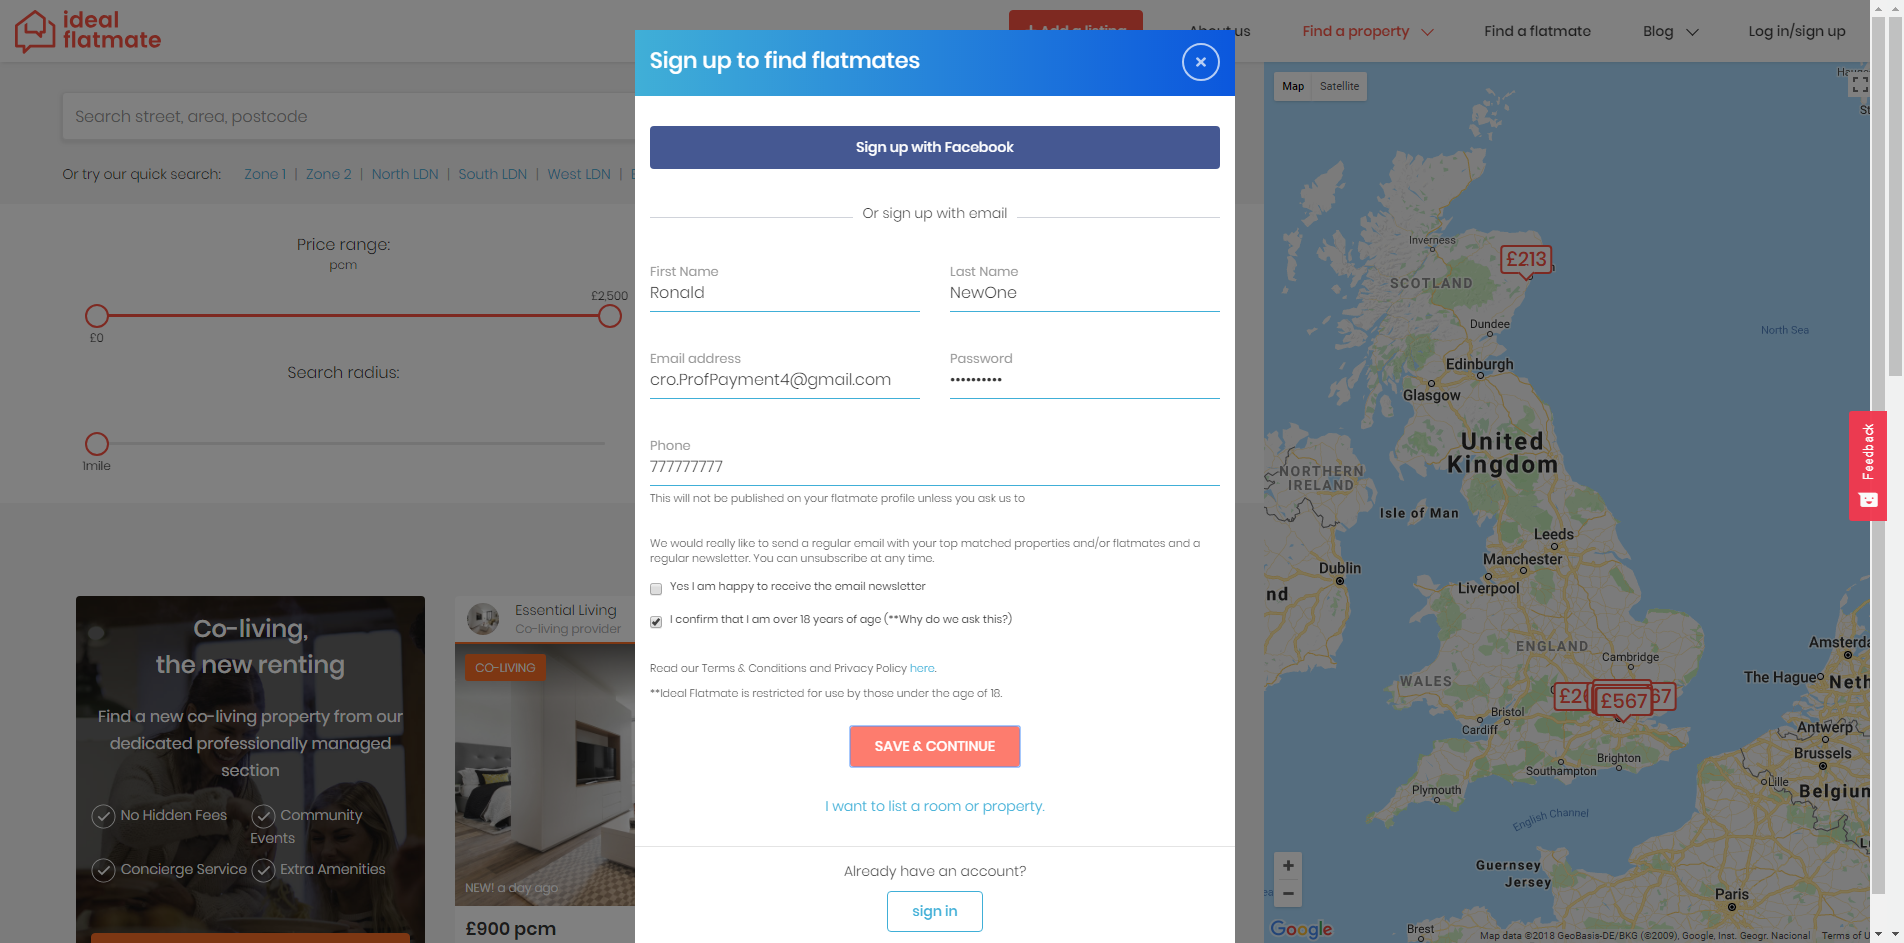 ideal
flatmate
About us
Find a property
Find a flatmate
Blog
Log in/sign up
Search street, area, postcode
Or try our quick search: Zone 1 | Zone 2 | North LDN | South LDN | West LDN |
Price range:
pcm
£2,500
£0
Search radius:
1mile
Co-living,
the new renting
Find a new co-living property from our
dedicated professionally managed
section
No Hidden Fees
Community
Events
Concierge Service
Extra Amenities
Essential Living
Co-living provider
CO-LIVING
NEW! a day ago
£900 pcm
Sign up to find flatmates
×
Sign up with Facebook
Or sign up with email
First Name
Ronald
Last Name
NewOne
Email address
cro.ProfPayment4@gmail.com
Password
••••••••••
Phone
777777777
This will not be published on your flatmate profile unless you ask us to
We would really like to send a regular email with your top matched properties and/or flatmates and a
regular newsletter. You can unsubscribe at any time.
Yes I am happy to receive the email newsletter
I confirm that I am over 18 years of age (**Why do we ask this?)
Read our Terms & Conditions and Privacy Policy here.
**Ideal Flatmate is restricted for use by those under the age of 18.
SAVE & CONTINUE
I want to list a room or property.
Already have an account?
sign in
Map
Satellite
Inverness
£213
SCOTLAND
Dundee
North Sea
Edinburgh
Glasgow
United
Kingdom
NORTHERN
IRELAND
Isle of Man
Leeds
Manchester
Dublin
Liverpool
ENGLAND
Cambridge
WALES
£567
Bristol
Cardiff
Brighton
Southampton
Plymouth
English Channel
Guernsey
Jersey
Paris
Brest
The Hague
Antwerp
Brussels
Lille
Feedback
+
−
Google
Map data ©2018 GeoBasis-DE/BKG (©2009), Google, Inst. Geogr. Nacional
Terms of U